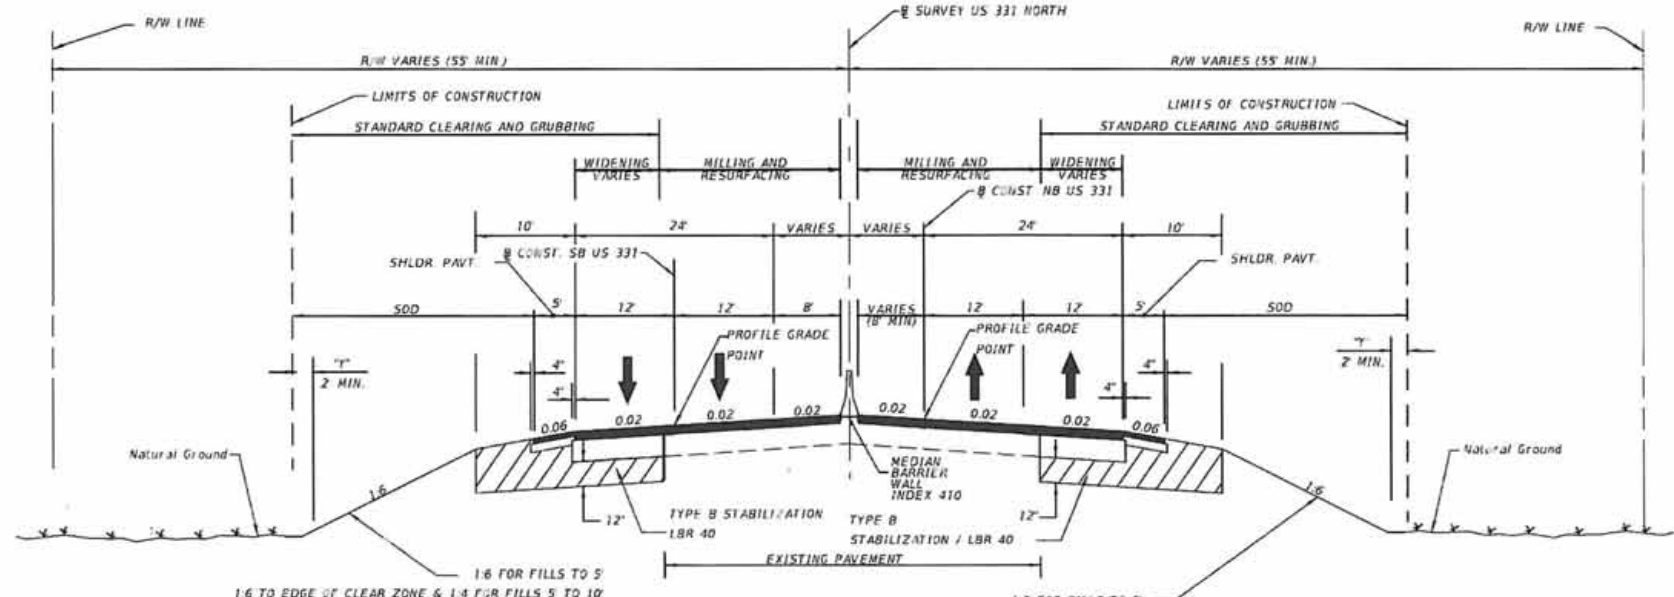 R/W LINE
℄ SURVEY US 331 NORTH
R/W LINE
R/W VARIES (55' MIN.)
R/W VARIES (55' MIN.)
LIMITS OF CONSTRUCTION
LIMITS OF CONSTRUCTION
STANDARD CLEARING AND GRUBBING
STANDARD CLEARING AND GRUBBING
WIDENING
VARIES
MILLING AND
RESURFACING
MILLING AND
RESURFACING
WIDENING
VARIES
CONST. NB US 331
10'
24'
VARIES
VARIES
24'
10'
CONST. SB US 331
SHLDR. PAVT.
SHLDR. PAVT.
SOD
5'
12'
12'
8'
VARIES
(8' MIN)
12'
12'
5'
SOD
PROFILE GRADE
POINT
PROFILE GRADE
POINT
"Y"
2' MIN.
4"
4"
4"
4"
"Y"
2' MIN.
0.06
0.02
0.02
0.02
0.02
0.02
0.02
0.06
Natural Ground
Natural Ground
MEDIAN
BARRIER
WALL
INDEX 410
1:6
1:6
12"
TYPE B STABILIZATION
LBR 40
TYPE B
STABILIZATION / LBR 40
12"
EXISTING PAVEMENT
1:6 FOR FILLS TO 5'
1:6 TO EDGE OF CLEAR ZONE & 1:4 FOR FILLS 5' TO 10'